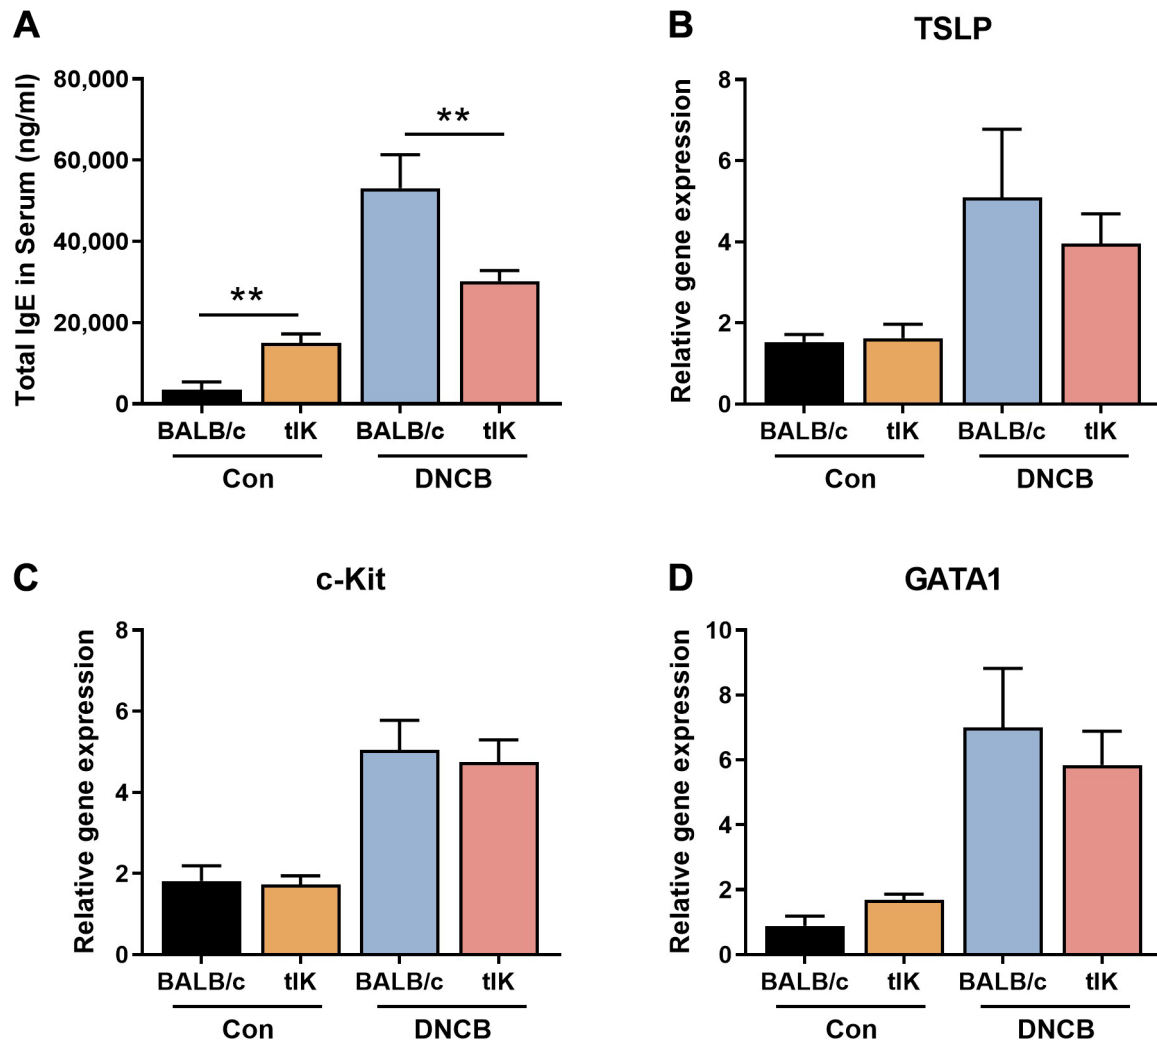 A
Total IgE in Serum (ng/ml)
80,000
60,000
40,000
20,000
0
**
**
BALB/c tIK BALB/c tIK
Con DNCB
B
TSLP
Relative gene expression
8
6
4
2
0
BALB/c tIK BALB/c tIK
Con DNCB
C
c-Kit
Relative gene expression
8
6
4
2
0
BALB/c tIK BALB/c tIK
Con DNCB
D
GATA1
Relative gene expression
10
8
6
4
2
0
BALB/c tIK BALB/c tIK
Con DNCB